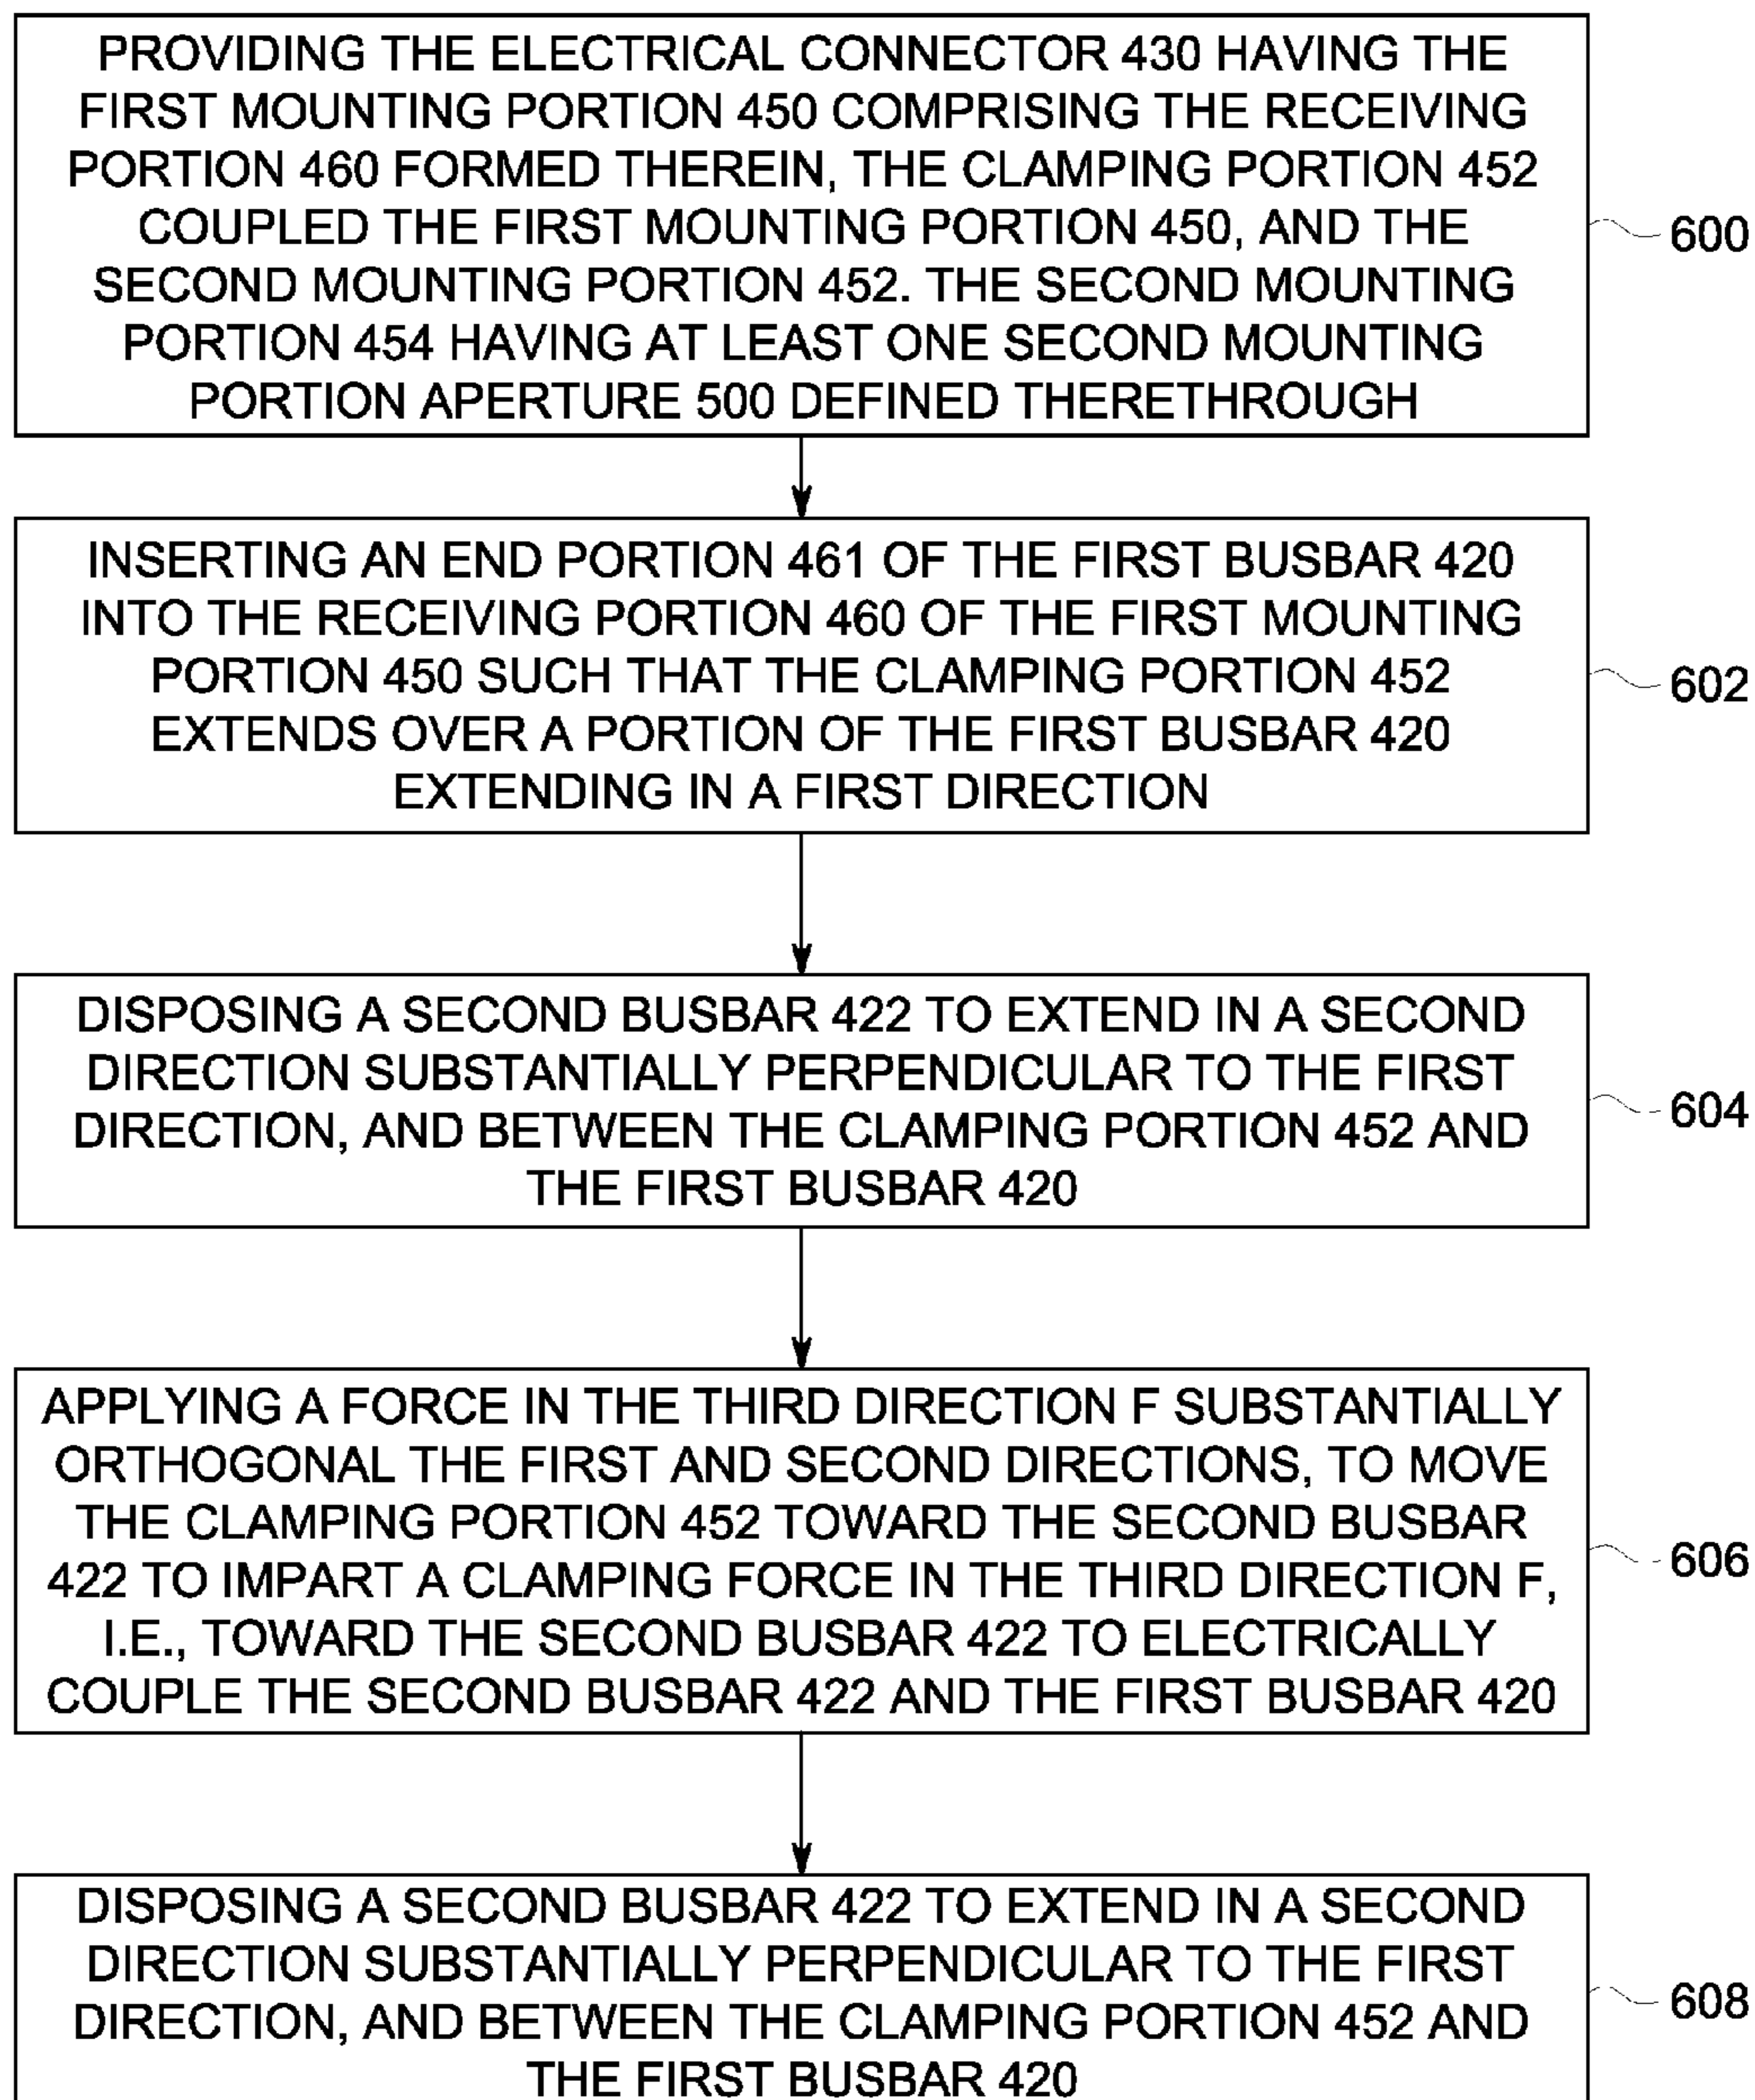 PROVIDING THE ELECTRICAL CONNECTOR 430 HAVING THE
FIRST MOUNTING PORTION 450 COMPRISING THE RECEIVING
PORTION 460 FORMED THEREIN, THE CLAMPING PORTION 452
COUPLED THE FIRST MOUNTING PORTION 450, AND THE
SECOND MOUNTING PORTION 452. THE SECOND MOUNTING
PORTION 454 HAVING AT LEAST ONE SECOND MOUNTING
PORTION APERTURE 500 DEFINED THERETHROUGH
600
INSERTING AN END PORTION 461 OF THE FIRST BUSBAR 420
INTO THE RECEIVING PORTION 460 OF THE FIRST MOUNTING
PORTION 450 SUCH THAT THE CLAMPING PORTION 452
EXTENDS OVER A PORTION OF THE FIRST BUSBAR 420
EXTENDING IN A FIRST DIRECTION
602
DISPOSING A SECOND BUSBAR 422 TO EXTEND IN A SECOND
DIRECTION SUBSTANTIALLY PERPENDICULAR TO THE FIRST
DIRECTION, AND BETWEEN THE CLAMPING PORTION 452 AND
THE FIRST BUSBAR 420
604
APPLYING A FORCE IN THE THIRD DIRECTION F SUBSTANTIALLY
ORTHOGONAL THE FIRST AND SECOND DIRECTIONS, TO MOVE
THE CLAMPING PORTION 452 TOWARD THE SECOND BUSBAR
422 TO IMPART A CLAMPING FORCE IN THE THIRD DIRECTION F,
I.E., TOWARD THE SECOND BUSBAR 422 TO ELECTRICALLY
COUPLE THE SECOND BUSBAR 422 AND THE FIRST BUSBAR 420
606
DISPOSING A SECOND BUSBAR 422 TO EXTEND IN A SECOND
DIRECTION SUBSTANTIALLY PERPENDICULAR TO THE FIRST
DIRECTION, AND BETWEEN THE CLAMPING PORTION 452 AND
THE FIRST BUSBAR 420
608